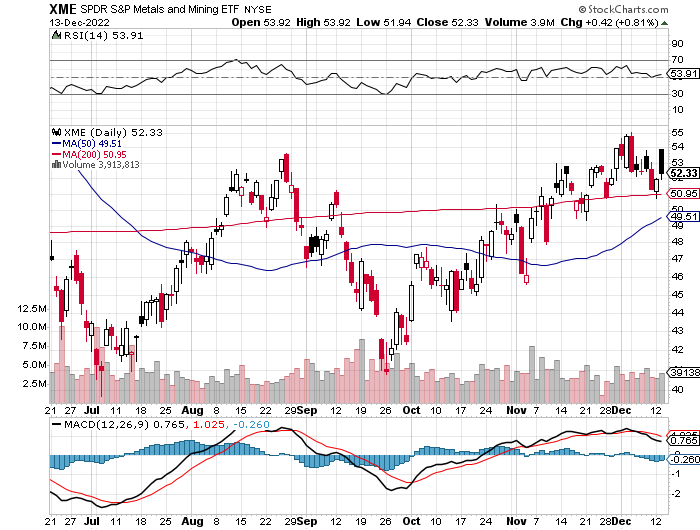 XME SPDR S&P Metals and Mining ETF NYSE © StockCharts.com
13-Dec-2022 Open 53.92 High 53.92 Low 51.94 Close 52.33 Volume 3.9M Chg +0.42 (+0.81%)
RSI(14) 53.91
90
70
53.91
50
30
10
XME (Daily) 52.33
MA(50) 49.51
MA(200) 50.95
Volume 3,913,813
55
54
53
52.33
52
51
50.95
50
49.51
49
48
47
46
45
44
43
42
41
40
39138
12.5M
10.0M
7.5M
5.0M
2.5M
21 27 Jul 11 18 25 Aug 8 15 22 29 Sep 12 19 26 Oct 10 17 24 Nov 7 14 21 28 Dec 12
MACD(12,26,9) 0.765, 1.025, -0.260
1.025
0.765
0
-0.260
-1
-2
21 27 Jul 11 18 25 Aug 8 15 22 29 Sep 12 19 26 Oct 10 17 24 Nov 7 14 21 28 Dec 12